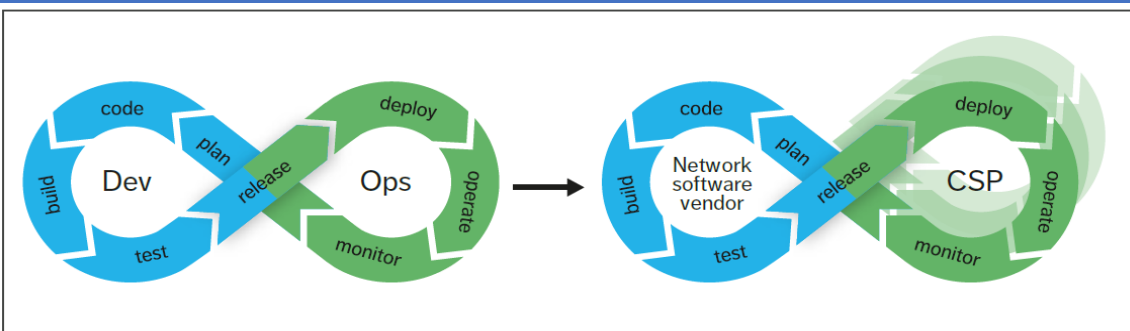 code
plan
build
Dev
test
release
deploy
Ops
operate
monitor
code
plan
build
Network
software
vendor
test
release
deploy
CSP
operate
monitor